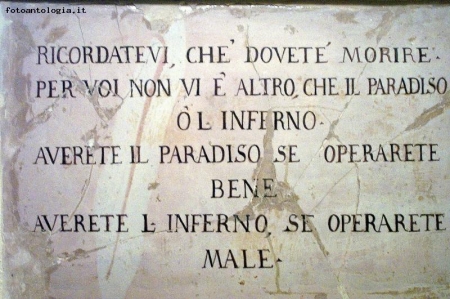 fotoantologia.it
RICORDATEVI, CHE' DOVETE' MORIRE·
PER VOI NON VI È ALTRO, CHE IL PARADISO
Ò L INFERNO·
AVERETE IL PARADISO SE OPERARETE
BENE
AVERETE L INFERNO, SE OPERARETE
MALE·